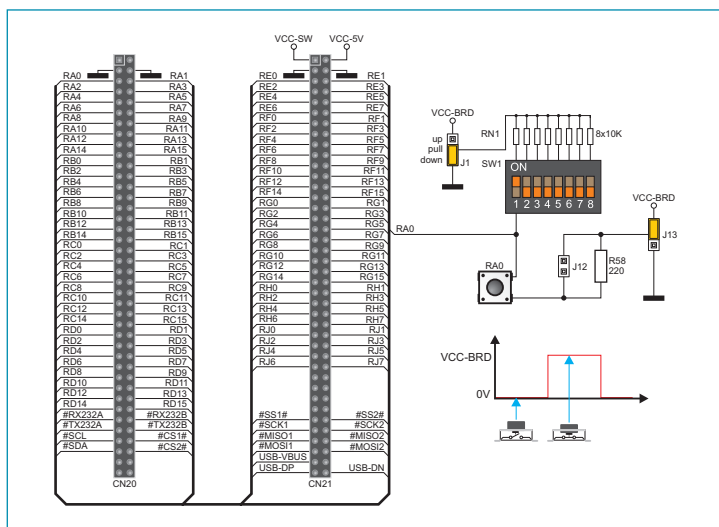 VCC-SW VCC-5V
RA0 RA1
RA2 RA3
RA4 RA5
RA6 RA7
RA8 RA9
RA10 RA11
RA12 RA13
RA14 RA15
RB0 RB1
RB2 RB3
RB4 RB5
RB6 RB7
RB8 RB9
RB10 RB11
RB12 RB13
RB14 RB15
RC0 RC1
RC2 RC3
RC4 RC5
RC6 RC7
RC8 RC9
RC10 RC11
RC12 RC13
RC14 RC15
RD0 RD1
RD2 RD3
RD4 RD5
RD6 RD7
RD8 RD9
RD10 RD11
RD12 RD13
RD14 RD15
#RX232A #RX232B
#TX232A #TX232B
#SCL #CS1#
#SDA #CS2#
CN20
RE0 RE1
RE2 RE3
RE4 RE5
RE6 RE7
RF0 RF1
RF2 RF3
RF4 RF5
RF6 RF7
RF8 RF9
RF10 RF11
RF12 RF13
RF14 RF15
RG0 RG1
RG2 RG3
RG4 RG5
RG6 RG7
RG8 RG9
RG10 RG11
RG12 RG13
RG14 RG15
RH0 RH1
RH2 RH3
RH4 RH5
RH6 RH7
RJ0 RJ1
RJ2 RJ3
RJ4 RJ5
RJ6 RJ7
#SS1# #SS2#
#SCK1 #SCK2
#MISO1 #MISO2
#MOSI1 #MOSI2
USB-VBUS
USB-DP USB-DN
CN21
VCC-BRD
up
pull
down
J1
RN1 8x10K
SW1
ON
1 2 3 4 5 6 7 8
RA0
VCC-BRD
J13
RA0
J12
R58
220
VCC-BRD
0V